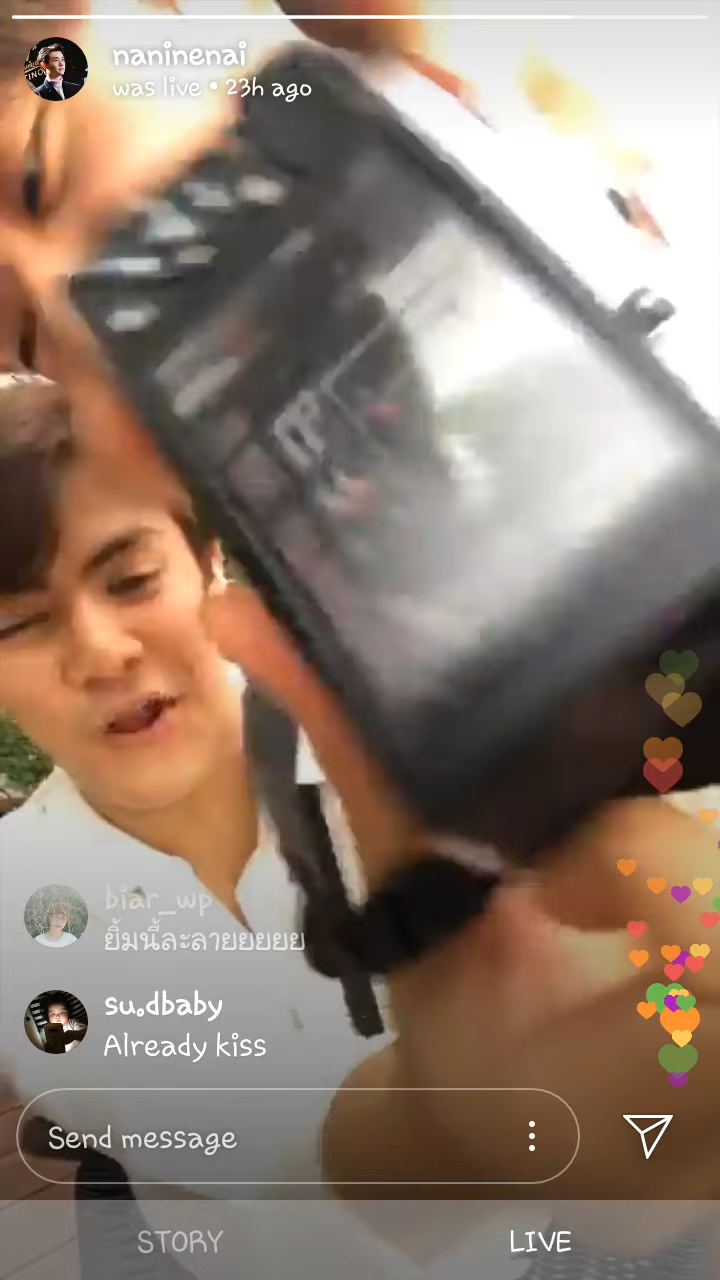 naninenai
was live • 23h ago
biar_wp
ยิ้มนี้ละลายยยยย
su.dbaby
Already kiss
Send message
STORY
LIVE